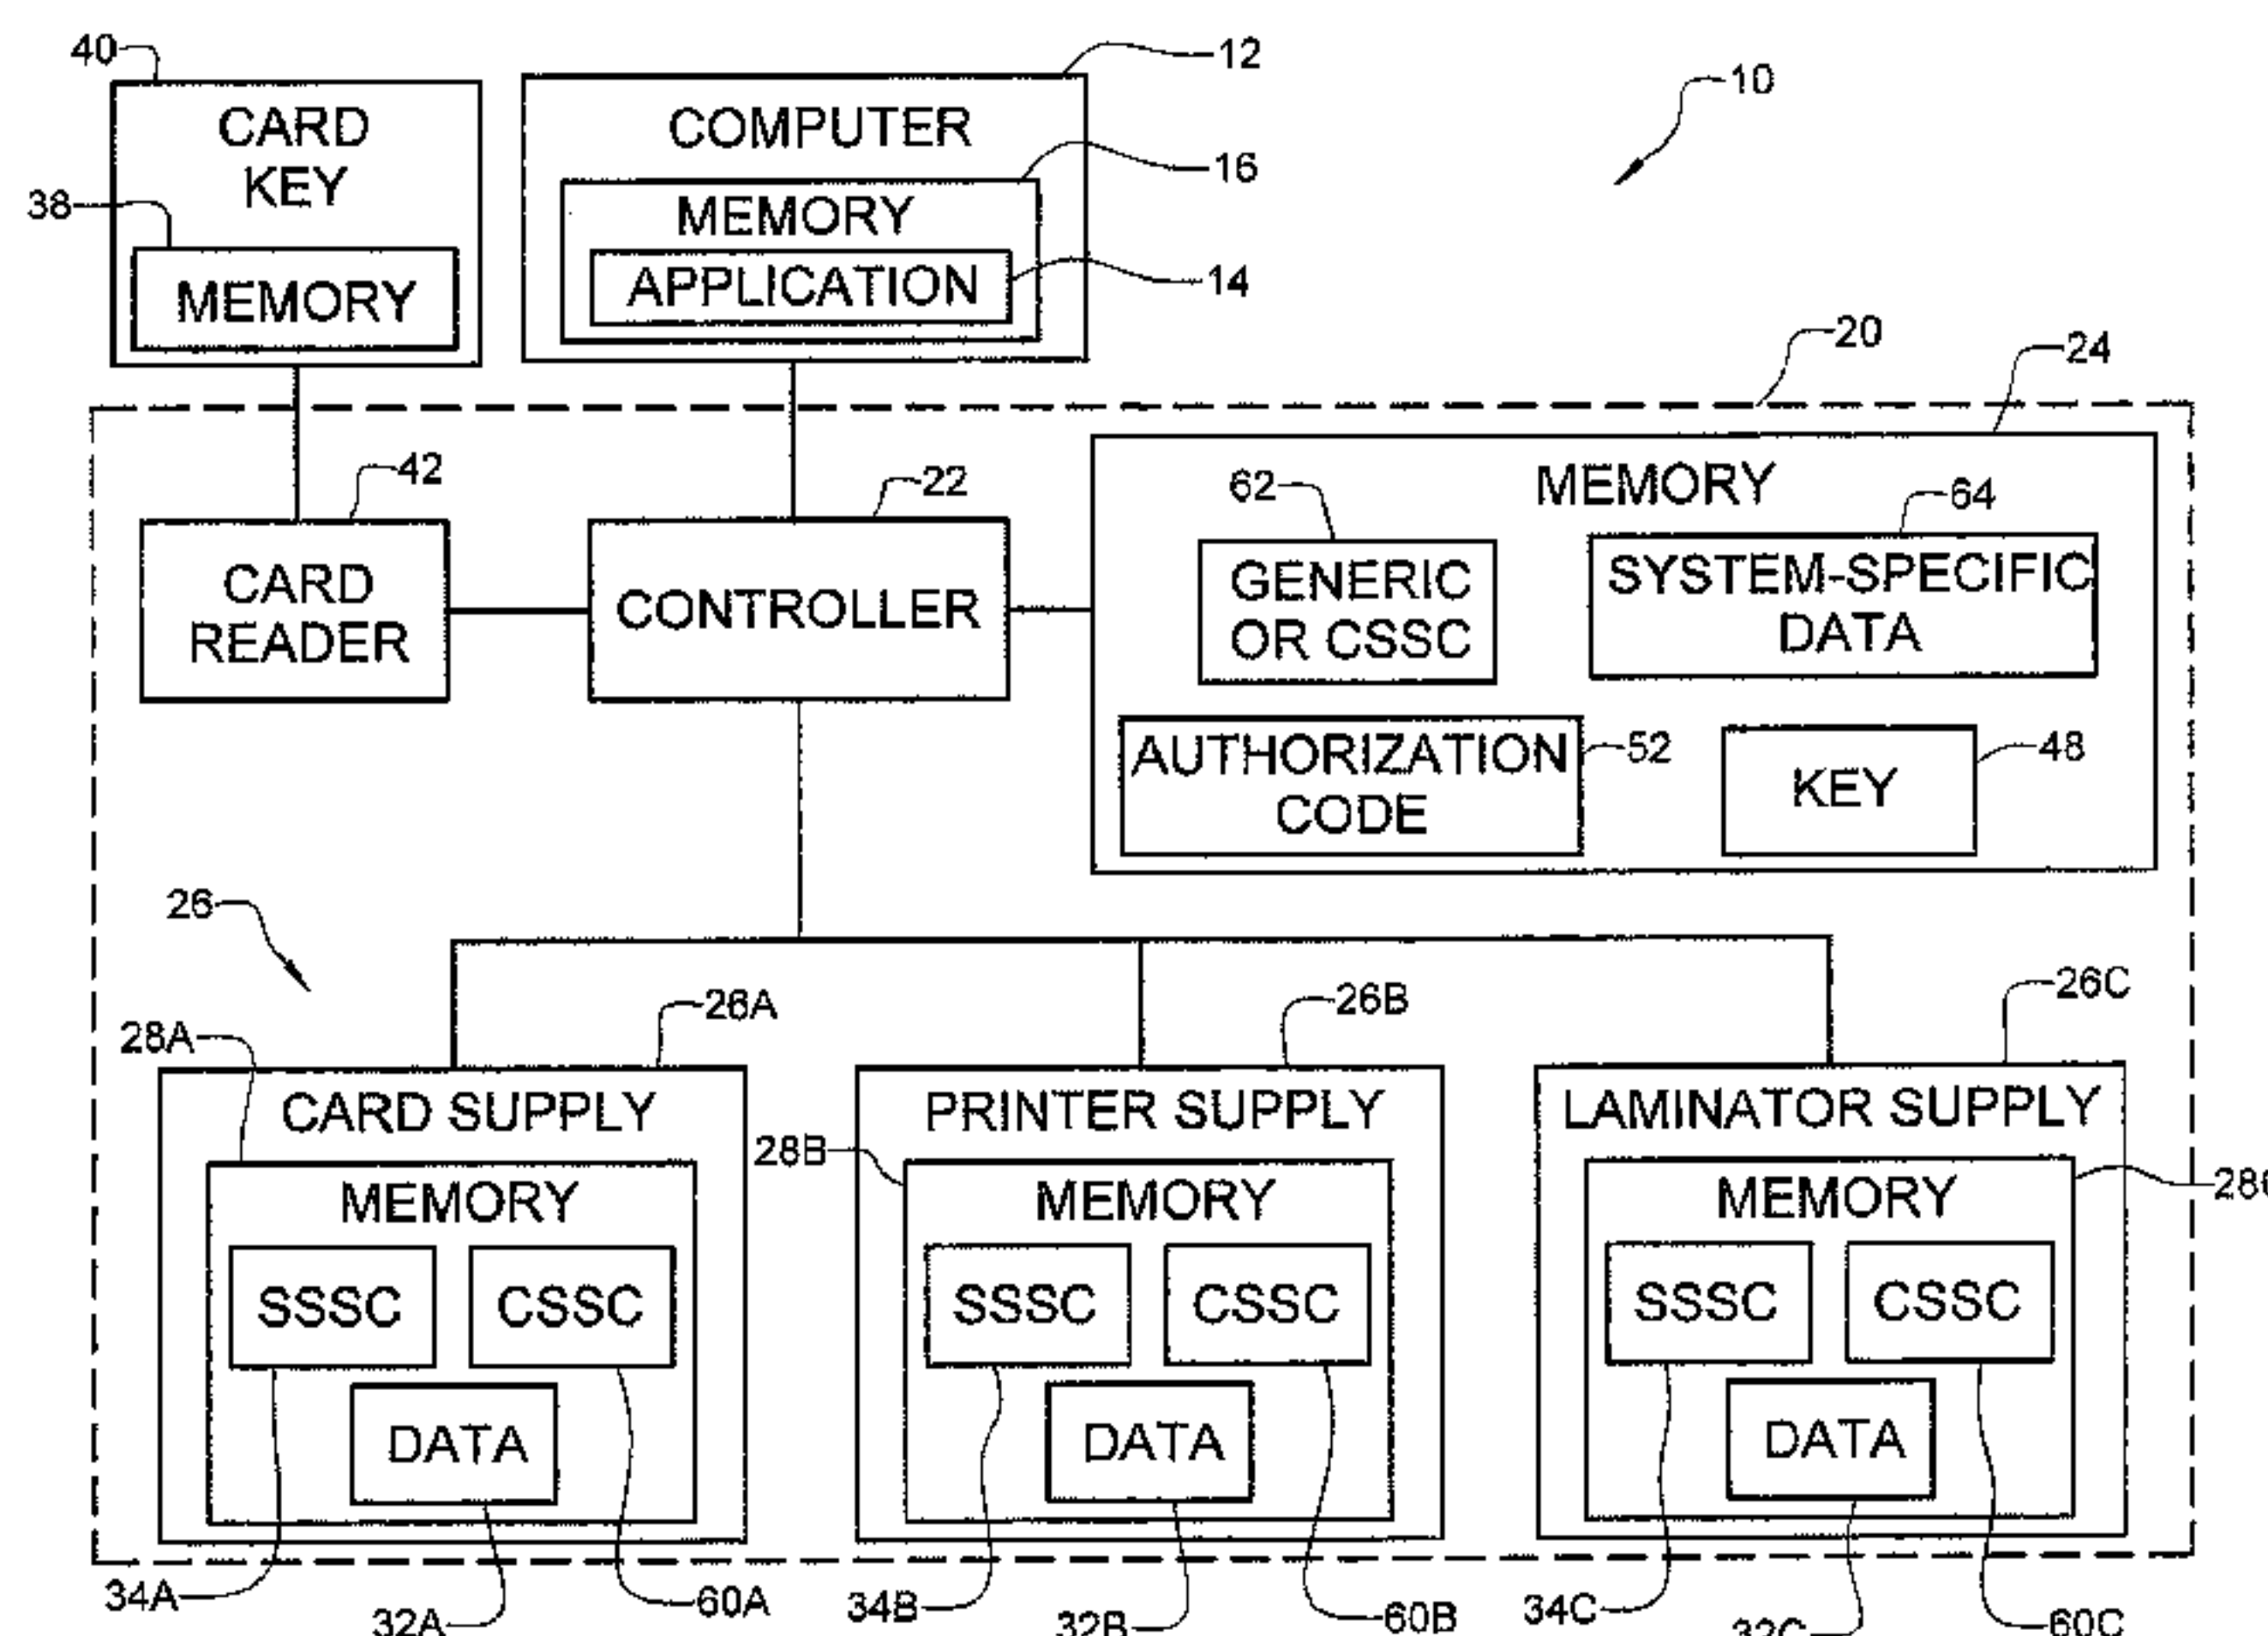 40
12
10
CARD
KEY
COMPUTER
16
38
MEMORY
MEMORY
APPLICATION
14
20
24
42
22
MEMORY
62
64
CARD
READER
CONTROLLER
GENERIC
OR CSSC
SYSTEM-SPECIFIC
DATA
AUTHORIZATION
CODE
52
KEY
48
26
26A
26B
26C
28A
CARD SUPPLY
PRINTER SUPPLY
LAMINATOR SUPPLY
28B
MEMORY
MEMORY
MEMORY
SSSC
CSSC
SSSC
CSSC
SSSC
CSSC
DATA
DATA
DATA
34A
32A
60A
34B
32B
60B
34C
32C
60C